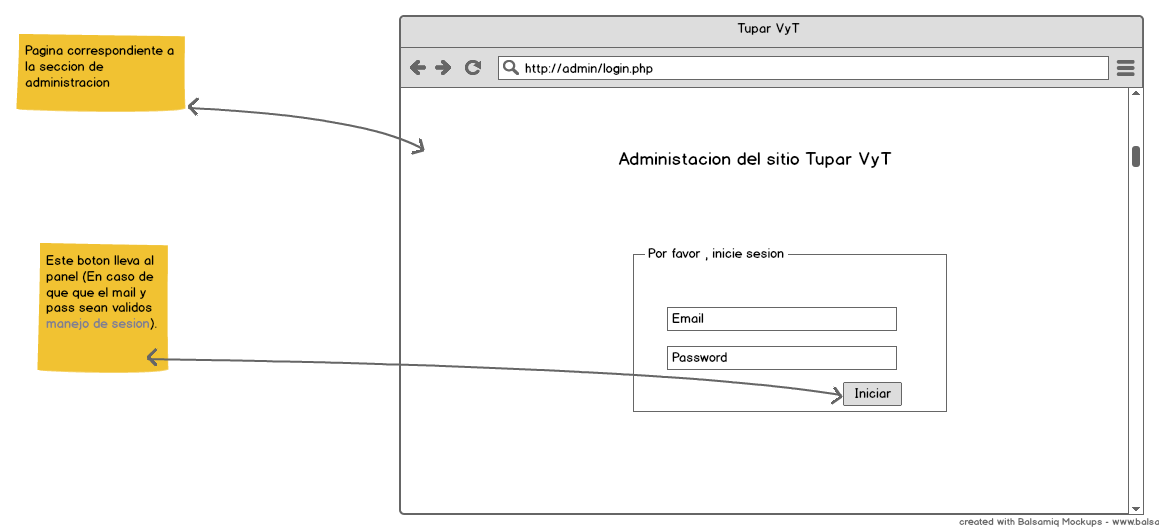 Tupar VyT
http://admin/login.php
Pagina correspondiente a
la seccion de
administracion
Administacion del sitio Tupar VyT
Este boton lleva al
panel (En caso de
que que el mail y
pass sean validos
manejo de sesion).
Por favor , inicie sesion
Email
Password
Iniciar
created with Balsamiq Mockups - www.balsa